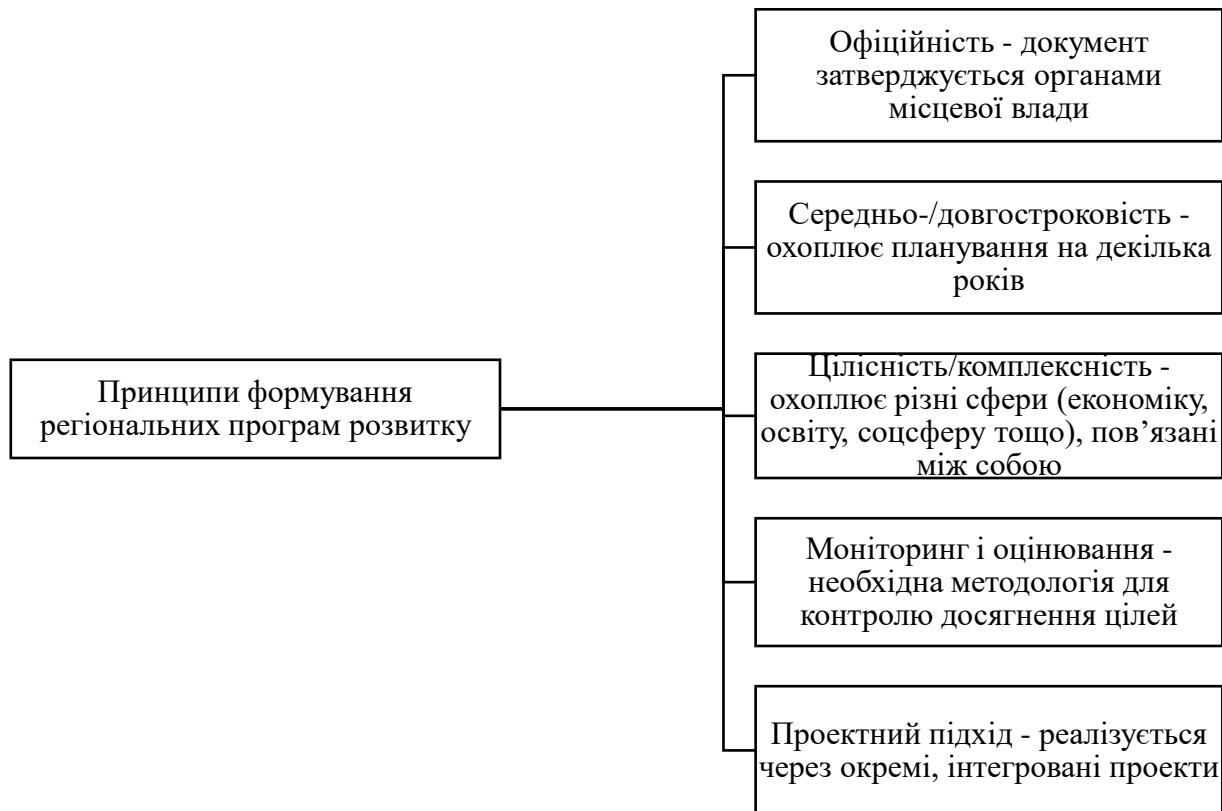 Принципи формування
регіональних програм розвитку
Офіційність - документ
затверджується органами
місцевої влади
Середньо-/довгостроковість -
охоплює планування на декілька
років
Цілісність/комплексність -
охоплює різні сфери (економіку,
освіту, соцсферу тощо), пов’язані
між собою
Моніторинг і оцінювання -
необхідна методологія для
контролю досягнення цілей
Проектний підхід - реалізується
через окремі, інтегровані проекти